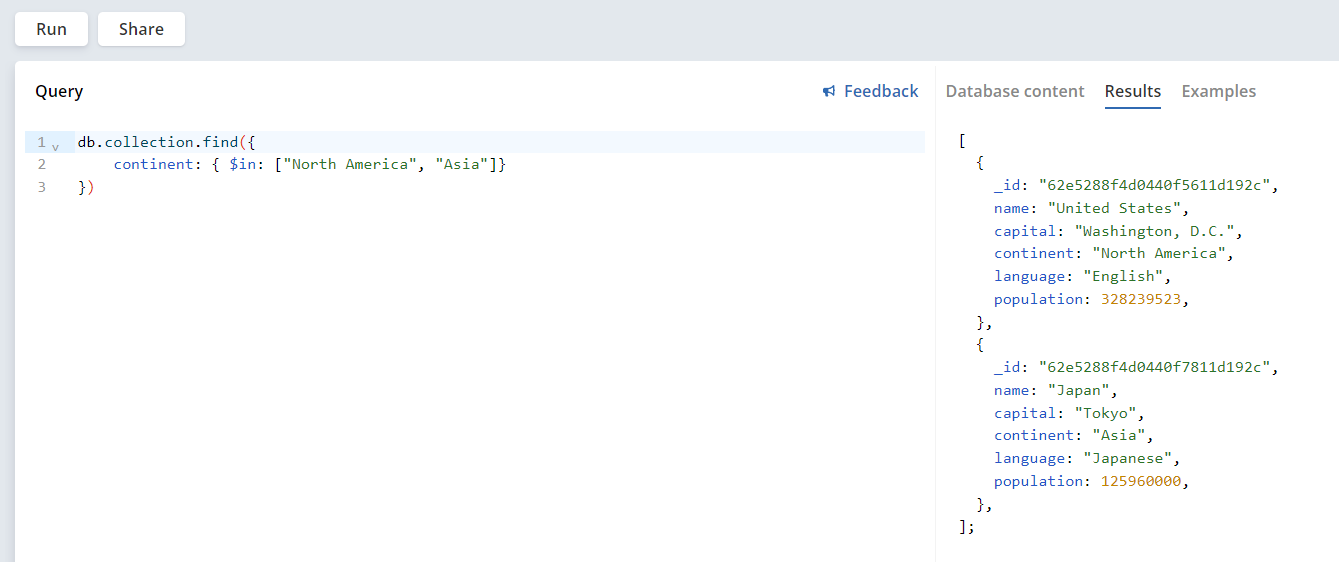 Run Share
Query Feedback
1 db.collection.find({
2 continent: { $in: ["North America", "Asia"]}
3 })
Database content Results Examples
[
{
_id: "62e5288f4d0440f5611d192c",
name: "United States",
capital: "Washington, D.C.",
continent: "North America",
language: "English",
population: 328239523,
},
{
_id: "62e5288f4d0440f7811d192c",
name: "Japan",
capital: "Tokyo",
continent: "Asia",
language: "Japanese",
population: 125960000,
},
];